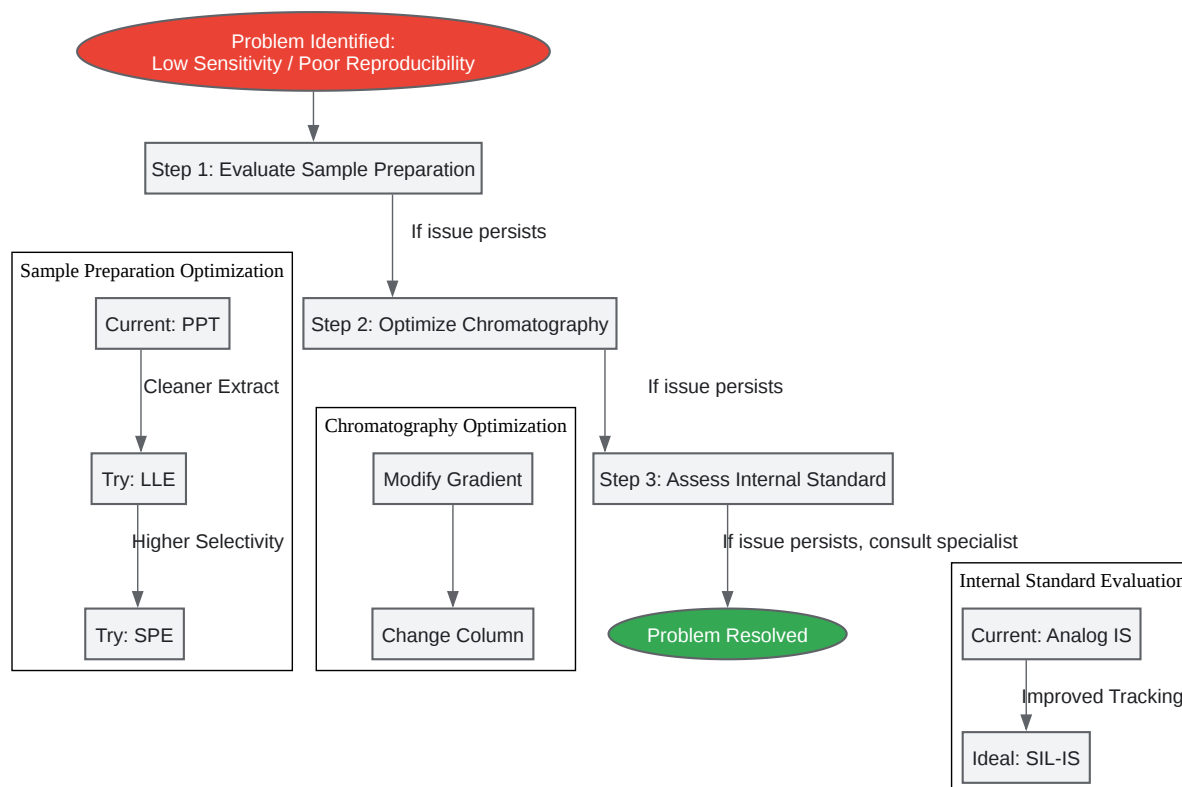 Problem Identified:
Low Sensitivity / Poor Reproducibility
Step 1: Evaluate Sample Preparation
If issue persists
Sample Preparation Optimization
Current: PPT
Cleaner Extract
Try: LLE
Higher Selectivity
Try: SPE
Step 2: Optimize Chromatography
If issue persists
Chromatography Optimization
Modify Gradient
Change Column
Step 3: Assess Internal Standard
If issue persists, consult specialist
Problem Resolved
Internal Standard Evaluation
Current: Analog IS
Improved Tracking
Ideal: SIL-IS